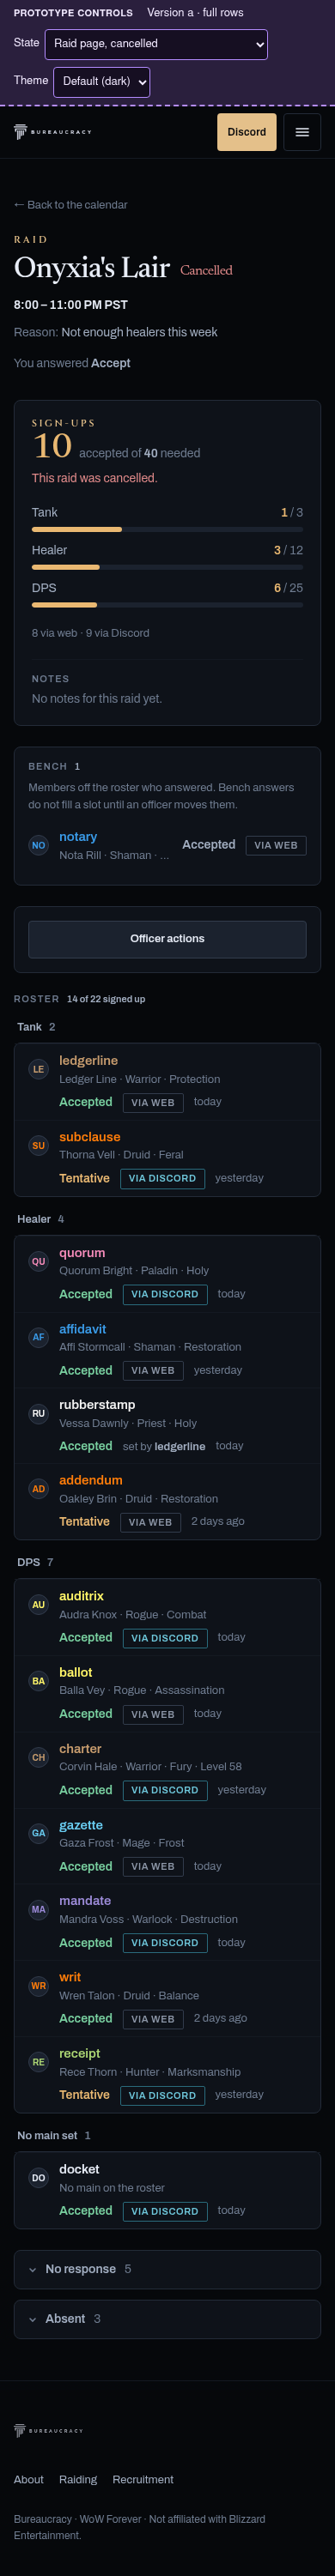 PROTOTYPE CONTROLS Version a · full rows
State Raid page, cancelled
Theme Default (dark)
BUREAUCRACY
Discord
← Back to the calendar
RAID
Onyxia's Lair Cancelled
8:00 – 11:00 PM PST
Reason: Not enough healers this week
You answered Accept
SIGN-UPS
10 accepted of 40 needed
This raid was cancelled.
Tank 1 / 3
Healer 3 / 12
DPS 6 / 25
8 via web · 9 via Discord
NOTES
No notes for this raid yet.
BENCH 1
Members off the roster who answered. Bench answers
do not fill a slot until an officer moves them.
NO notary
Nota Rill · Shaman · ...
Accepted VIA WEB
Officer actions
ROSTER 14 of 22 signed up
Tank 2
LE ledgerline
Ledger Line · Warrior · Protection
Accepted VIA WEB today
SU subclause
Thorna Vell · Druid · Feral
Tentative VIA DISCORD yesterday
Healer 4
QU quorum
Quorum Bright · Paladin · Holy
Accepted VIA DISCORD today
AF affidavit
Affi Stormcall · Shaman · Restoration
Accepted VIA WEB yesterday
RU rubberstamp
Vessa Dawnly · Priest · Holy
Accepted set by ledgerline today
AD addendum
Oakley Brin · Druid · Restoration
Tentative VIA WEB 2 days ago
DPS 7
AU auditrix
Audra Knox · Rogue · Combat
Accepted VIA DISCORD today
BA ballot
Balla Vey · Rogue · Assassination
Accepted VIA WEB today
CH charter
Corvin Hale · Warrior · Fury · Level 58
Accepted VIA DISCORD yesterday
GA gazette
Gaza Frost · Mage · Frost
Accepted VIA WEB today
MA mandate
Mandra Voss · Warlock · Destruction
Accepted VIA DISCORD today
WR writ
Wren Talon · Druid · Balance
Accepted VIA WEB 2 days ago
RE receipt
Rece Thorn · Hunter · Marksmanship
Tentative VIA DISCORD yesterday
No main set 1
DO docket
No main on the roster
Accepted VIA DISCORD today
No response 5
Absent 3
BUREAUCRACY
About Raiding Recruitment
Bureaucracy · WoW Forever · Not affiliated with Blizzard
Entertainment.